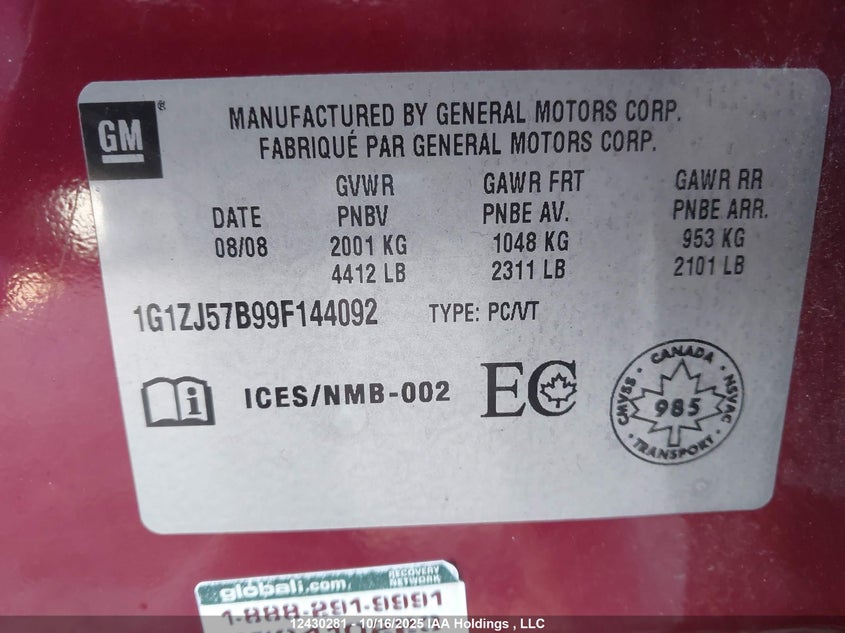 GM
MANUFACTURED BY GENERAL MOTORS CORP.
FABRIQUÉ PAR GENERAL MOTORS CORP.
GVWR GAWR FRT GAWR RR
DATE PNBV PNBE AV. PNBE ARR.
08/08 2001 KG 1048 KG 953 KG
4412 LB 2311 LB 2101 LB
1G1ZJ57B99F144092 TYPE: PC/VT
i ICES/NMB-002 EC
CANADA
CMVSS 985 NSVAC
TRANSPORT
globali.com RECOVERY
NETWORK
1-888-291-9991
12430281 - 10/16/2025 IAA Holdings , LLC